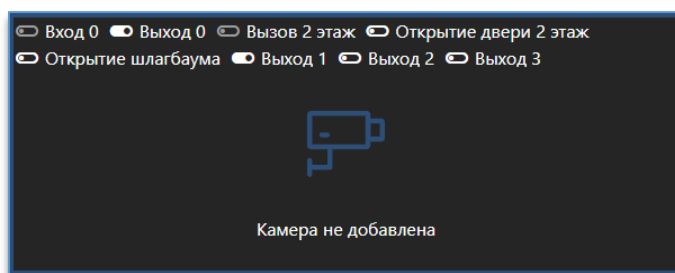 Вход 0 Выход 0 Вызов 2 этаж Открытие двери 2 этаж
Открытие шлагбаума Выход 1 Выход 2 Выход 3
Камера не добавлена